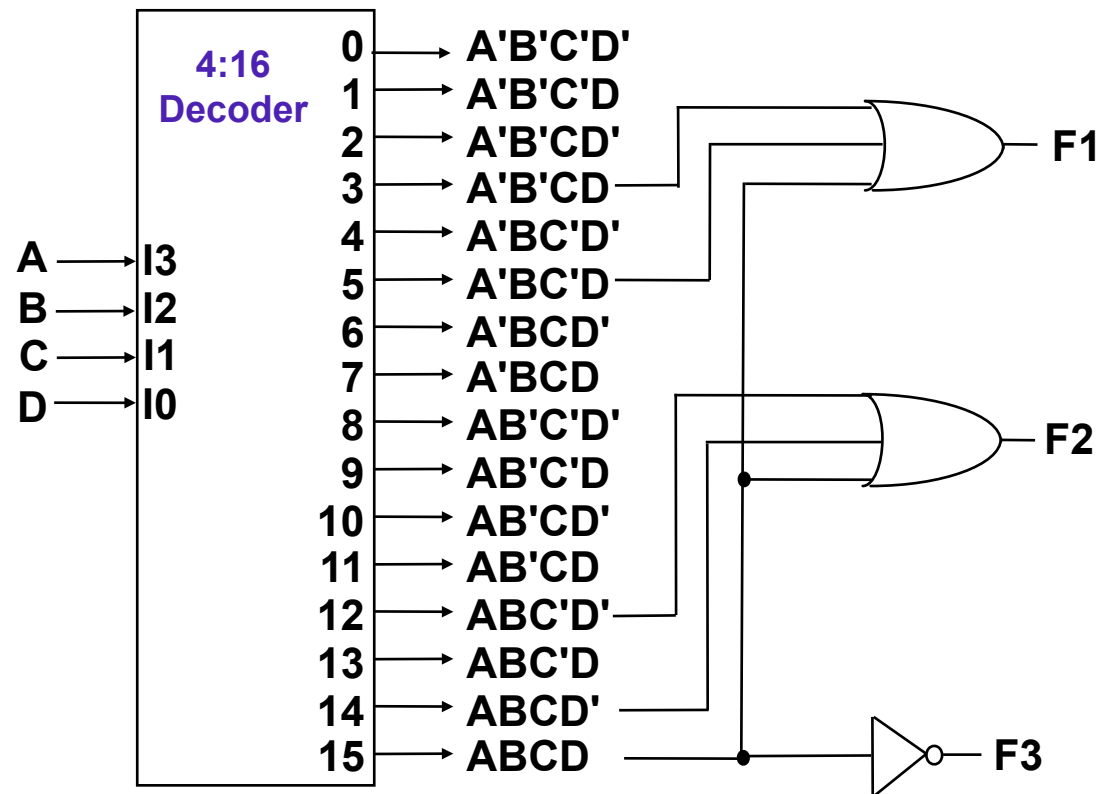 4:16
Decoder
0 A'B'C'D'
1 A'B'C'D
2 A'B'CD'
3 A'B'CD
4 A'BC'D'
5 A'BC'D
6 A'BCD'
7 A'BCD
8 AB'C'D'
9 AB'C'D
10 AB'CD'
11 AB'CD
12 ABC'D'
13 ABC'D
14 ABCD'
15 ABCD
A I3
B I2
C I1
D I0
F1
F2
F3